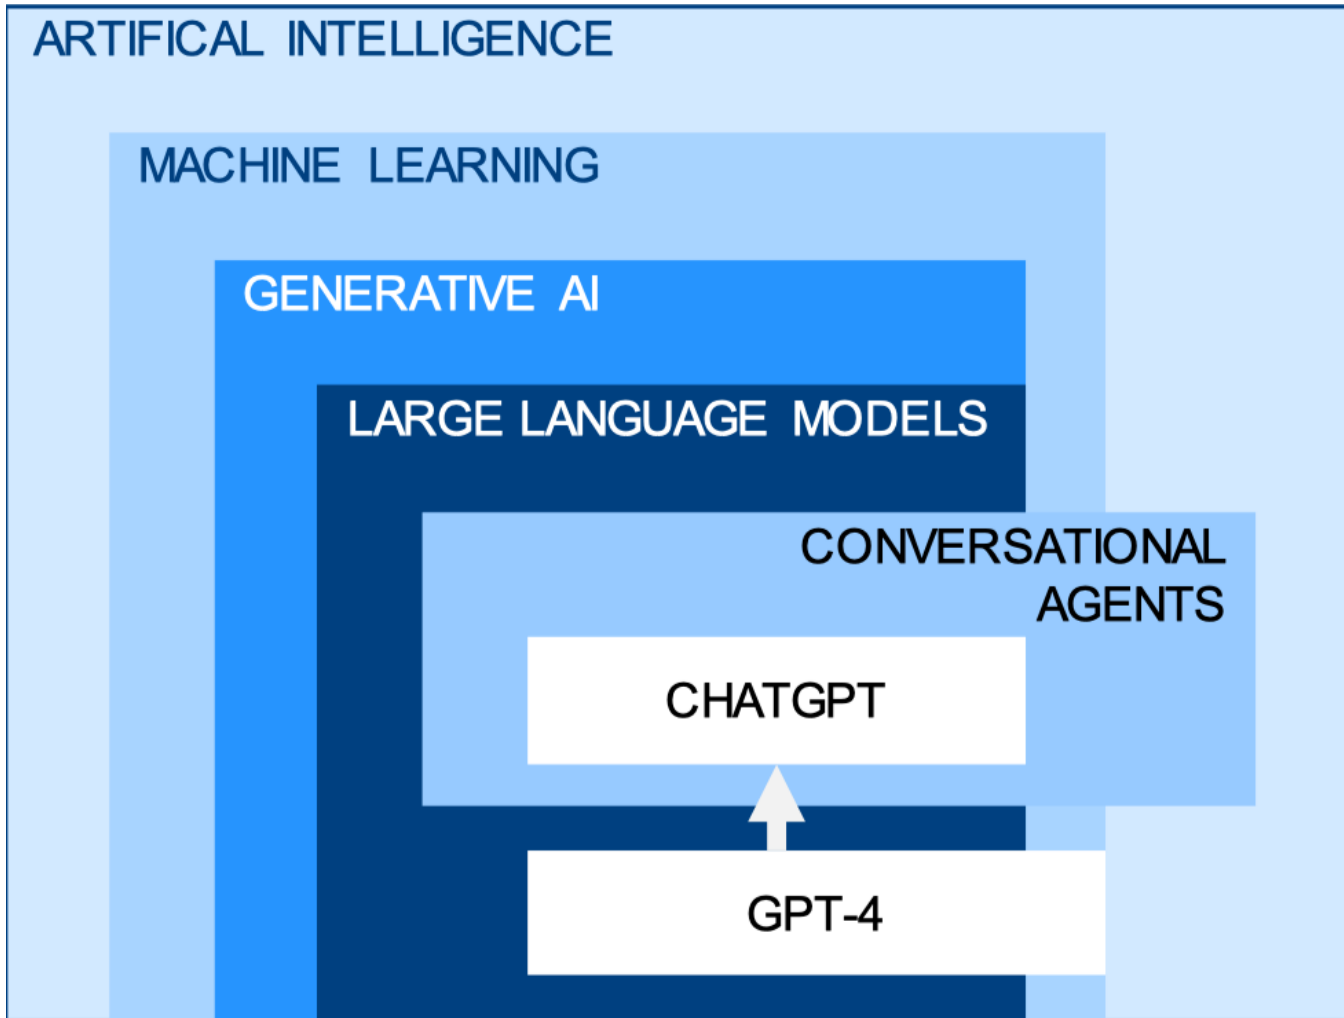 ARTIFICAL INTELLIGENCE
MACHINE LEARNING
GENERATIVE AI
LARGE LANGUAGE MODELS
CONVERSATIONAL
AGENTS
CHATGPT
GPT-4